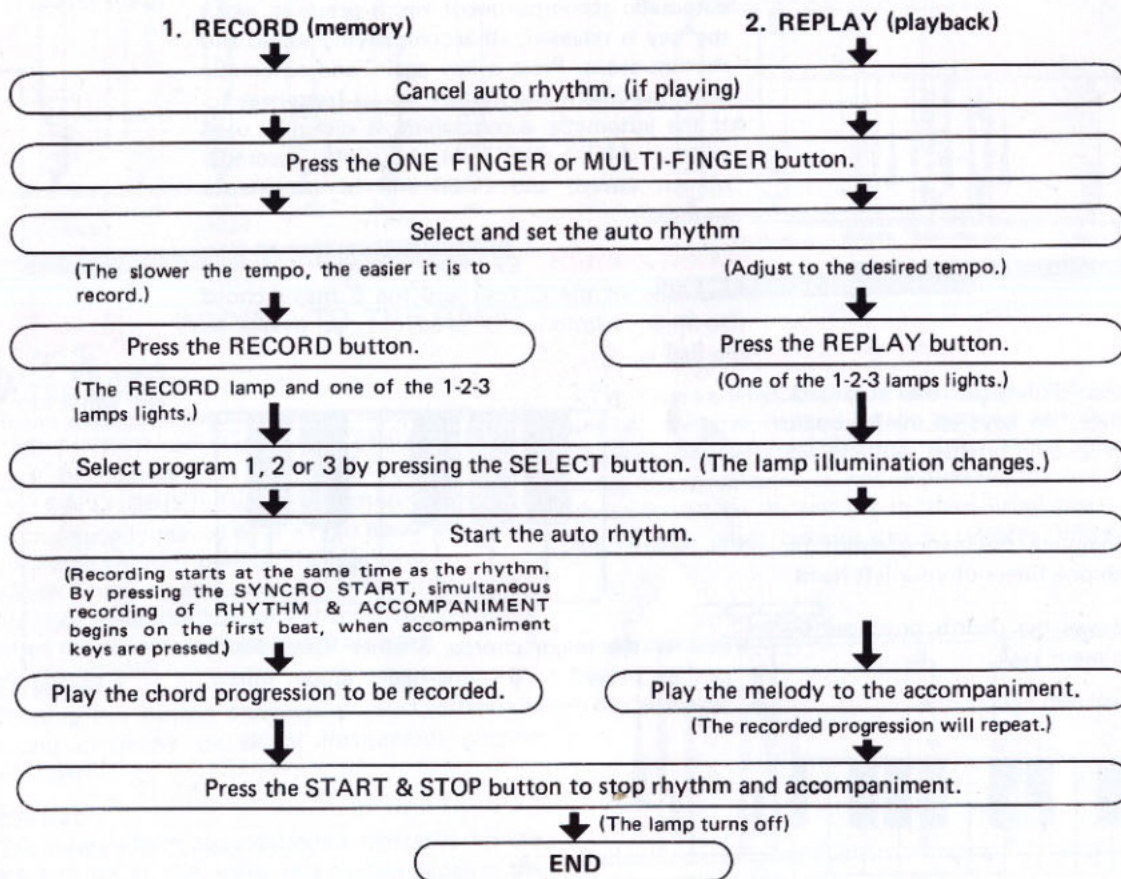 1. RECORD (memory)
2. REPLAY (playback)
Cancel auto rhythm. (if playing)
Press the ONE FINGER or MULTI-FINGER button.
Select and set the auto rhythm
(The slower the tempo, the easier it is to
record.)
(Adjust to the desired tempo.)
Press the RECORD button.
Press the REPLAY button.
(The RECORD lamp and one of the 1-2-3
lamps lights.)
(One of the 1-2-3 lamps lights.)
Select program 1, 2 or 3 by pressing the SELECT button. (The lamp illumination changes.)
Start the auto rhythm.
(Recording starts at the same time as the rhythm.
By pressing the SYNCRO START, simultaneous
recording of RHYTHM & ACCOMPANIMENT
begins on the first beat, when accompaniment
keys are pressed.)
Play the chord progression to be recorded.
Play the melody to the accompaniment.
(The recorded progression will repeat.)
Press the START & STOP button to stop rhythm and accompaniment.
(The lamp turns off)
END